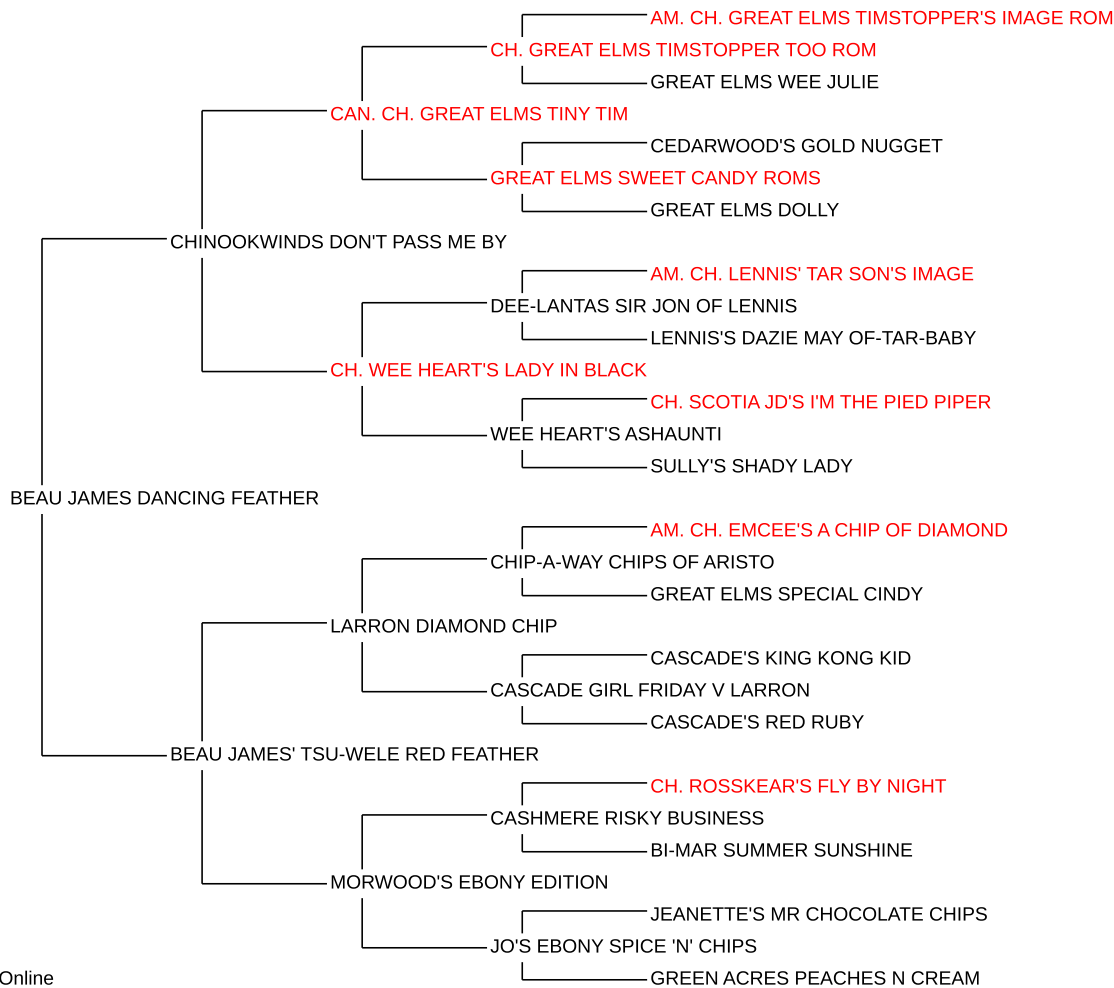 AM. CH. GREAT ELMS TIMSTOPPER'S IMAGE ROM
CH. GREAT ELMS TIMSTOPPER TOO ROM
GREAT ELMS WEE JULIE
CAN. CH. GREAT ELMS TINY TIM
CEDARWOOD'S GOLD NUGGET
GREAT ELMS SWEET CANDY ROMS
GREAT ELMS DOLLY
CHINOOKWINDS DON'T PASS ME BY
AM. CH. LENNIS' TAR SON'S IMAGE
DEE-LANTAS SIR JON OF LENNIS
LENNIS'S DAZIE MAY OF-TAR-BABY
CH. WEE HEART'S LADY IN BLACK
CH. SCOTIA JD'S I'M THE PIED PIPER
WEE HEART'S ASHAUNTI
SULLY'S SHADY LADY
BEAU JAMES DANCING FEATHER
AM. CH. EMCEE'S A CHIP OF DIAMOND
CHIP-A-WAY CHIPS OF ARISTO
GREAT ELMS SPECIAL CINDY
LARRON DIAMOND CHIP
CASCADE'S KING KONG KID
CASCADE GIRL FRIDAY V LARRON
CASCADE'S RED RUBY
BEAU JAMES' TSU-WELE RED FEATHER
CH. ROSSKEAR'S FLY BY NIGHT
CASHMERE RISKY BUSINESS
BI-MAR SUMMER SUNSHINE
MORWOOD'S EBONY EDITION
JEANETTE'S MR CHOCOLATE CHIPS
JO'S EBONY SPICE 'N' CHIPS
GREEN ACRES PEACHES N CREAM
Online